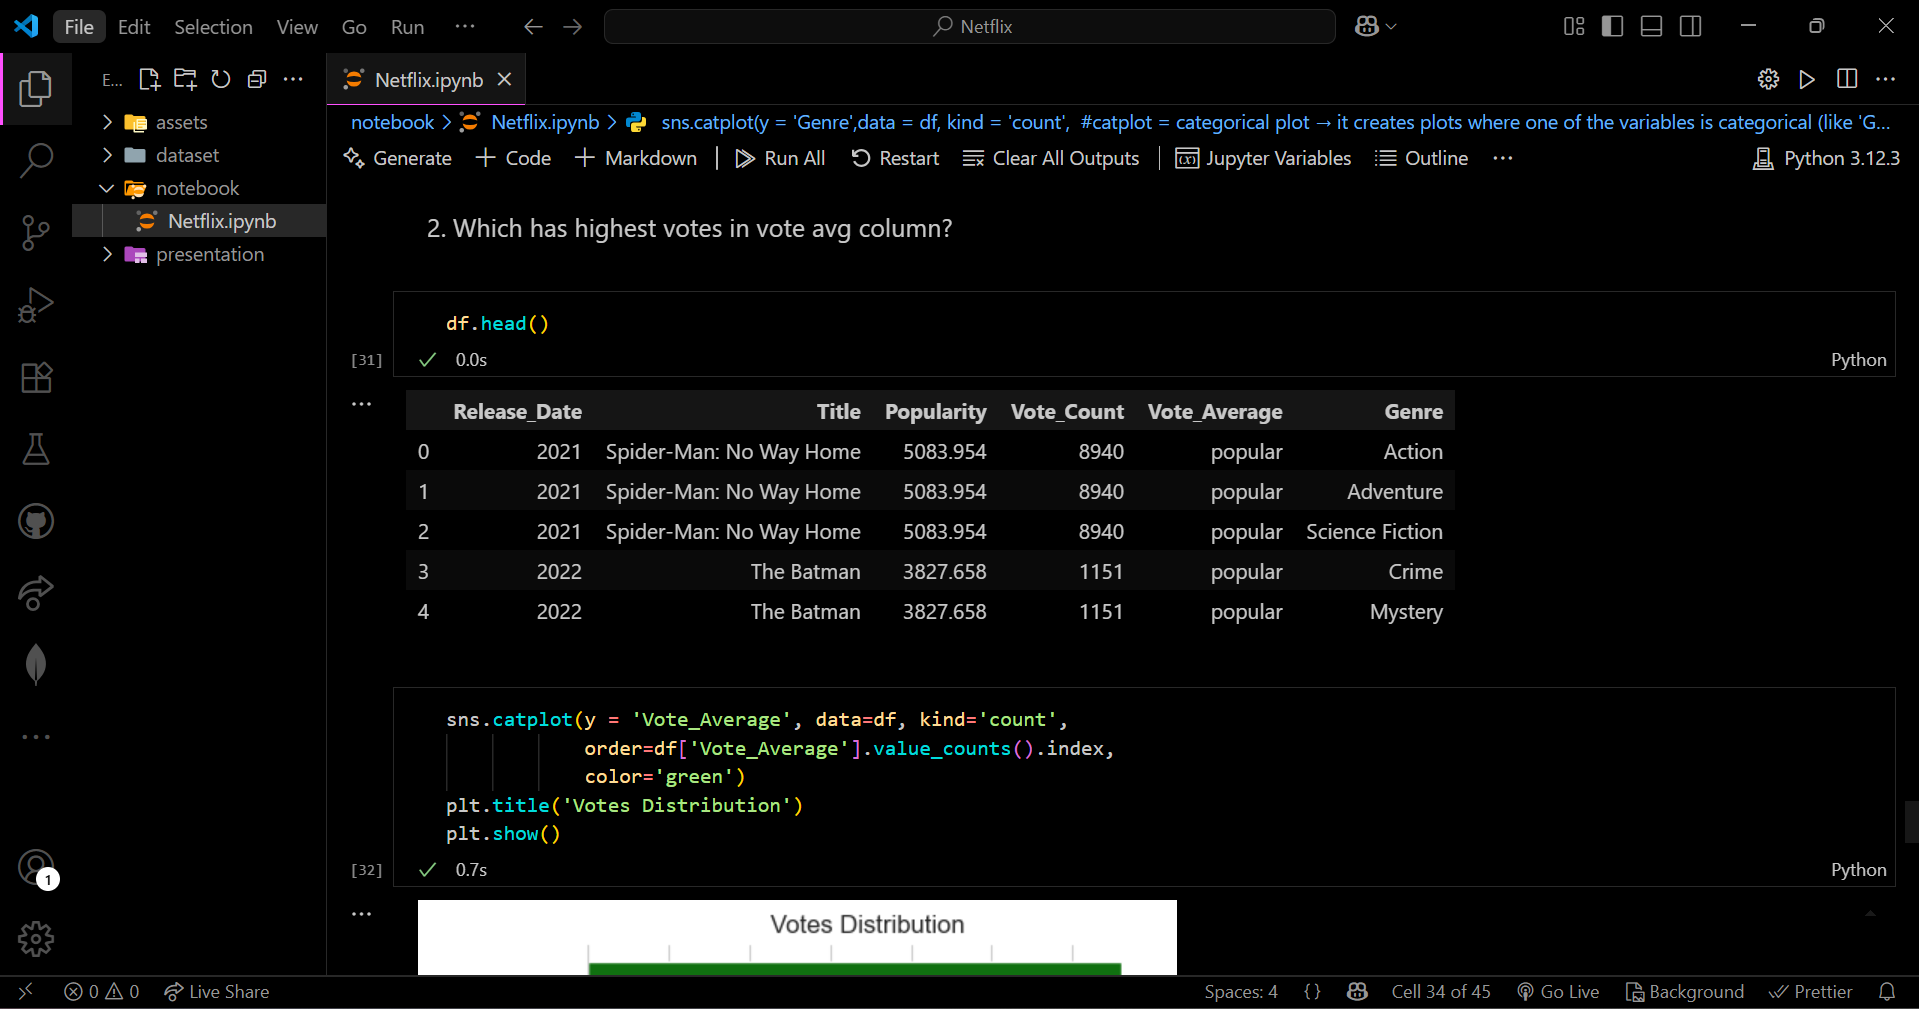 File Edit Selection View Go Run ··· Netflix
E... ···
assets
dataset
notebook
Netflix.ipynb
presentation
Netflix.ipynb
notebook > Netflix.ipynb > sns.catplot(y = 'Genre',data = df, kind = 'count', #catplot = categorical plot → it creates plots where one of the variables is categorical (like 'G...
Generate + Code + Markdown | Run All Restart Clear All Outputs | Jupyter Variables Outline ··· Python 3.12.3
2. Which has highest votes in vote avg column?
df.head()
[31] ✓ 0.0s Python
Release_Date Title Popularity Vote_Count Vote_Average Genre
0 2021 Spider-Man: No Way Home 5083.954 8940 popular Action
1 2021 Spider-Man: No Way Home 5083.954 8940 popular Adventure
2 2021 Spider-Man: No Way Home 5083.954 8940 popular Science Fiction
3 2022 The Batman 3827.658 1151 popular Crime
4 2022 The Batman 3827.658 1151 popular Mystery
sns.catplot(y = 'Vote_Average', data=df, kind='count',
order=df['Vote_Average'].value_counts().index,
color='green')
plt.title('Votes Distribution')
plt.show()
[32] ✓ 0.7s Python
Votes Distribution
1
0 0 Live Share Spaces: 4 {} Cell 34 of 45 Go Live Background Prettier